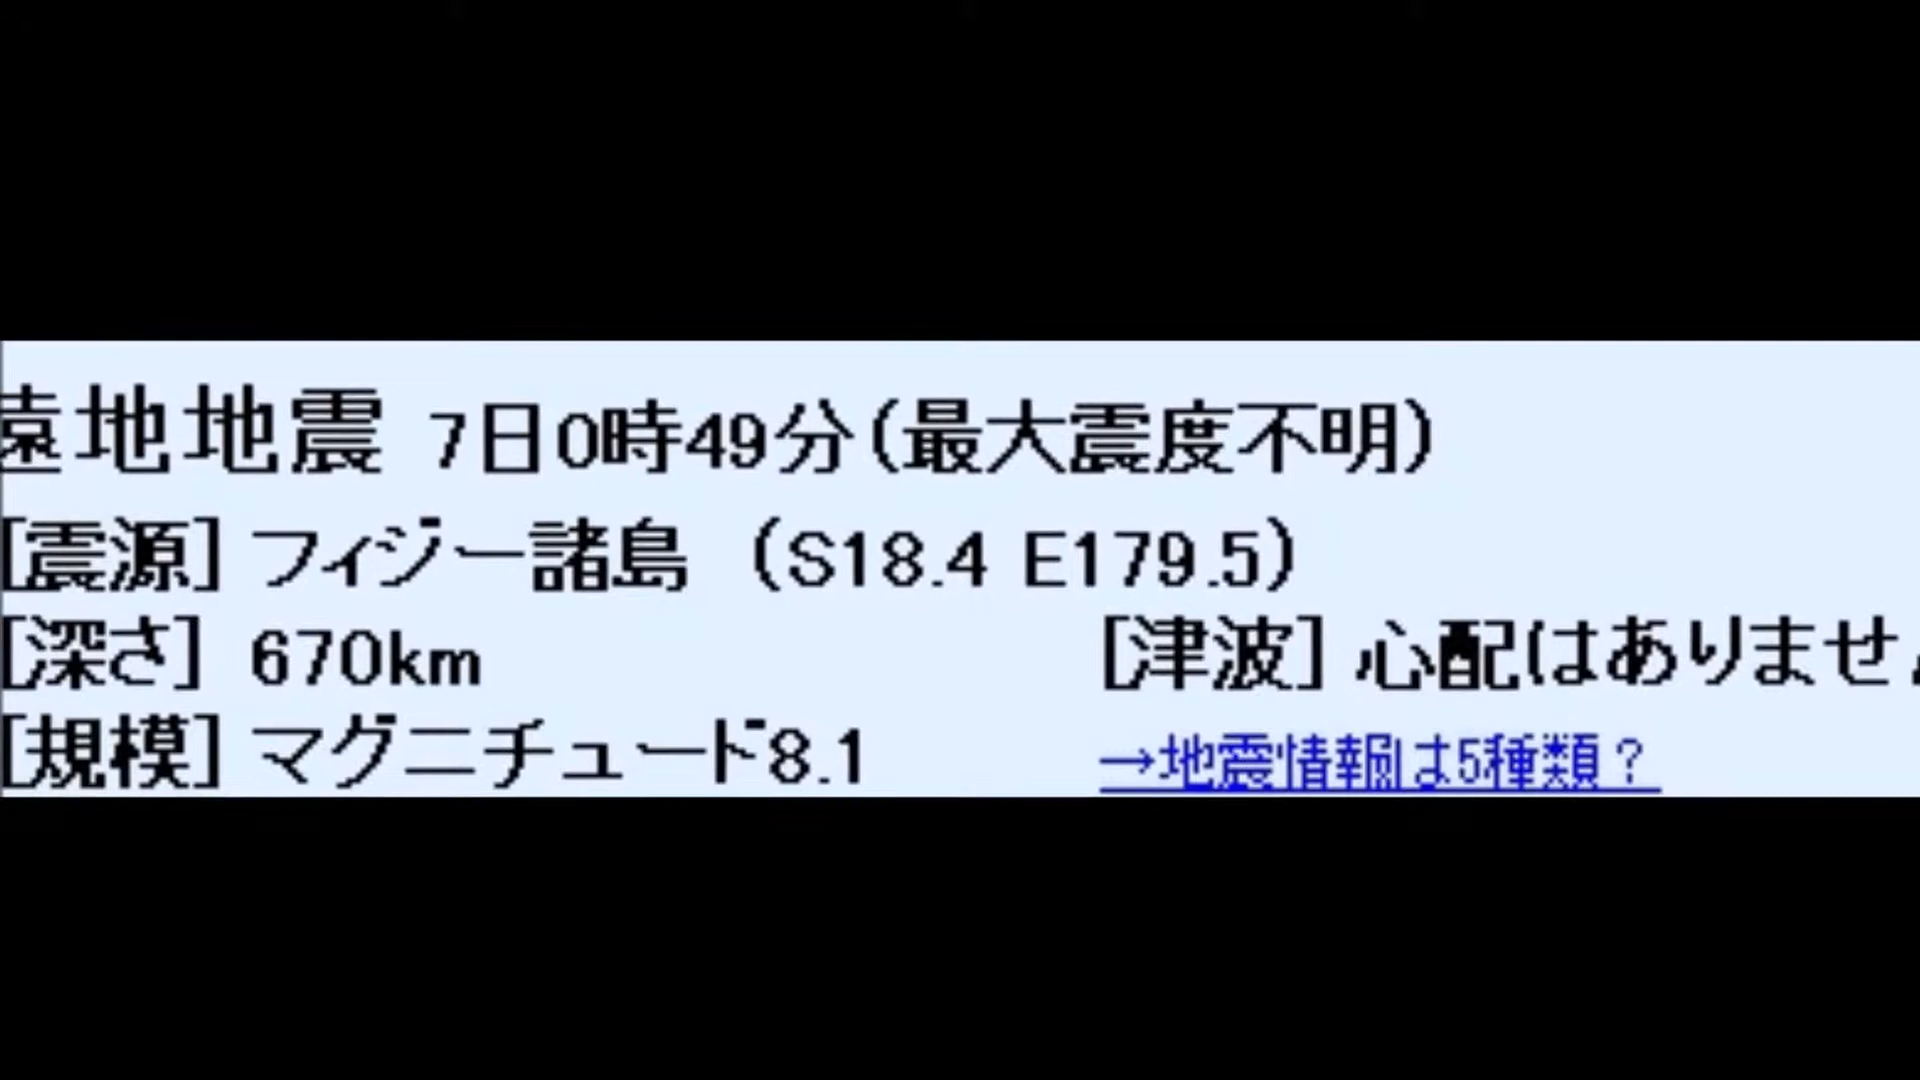 遠地地震 7日0時49分(最大震度不明)
[震源] フィジー諸島 (S18.4 E179.5)
[深さ] 670km [津波] 心配はありません
[規模] マグニチュード8.1 →地震情報は5種類?